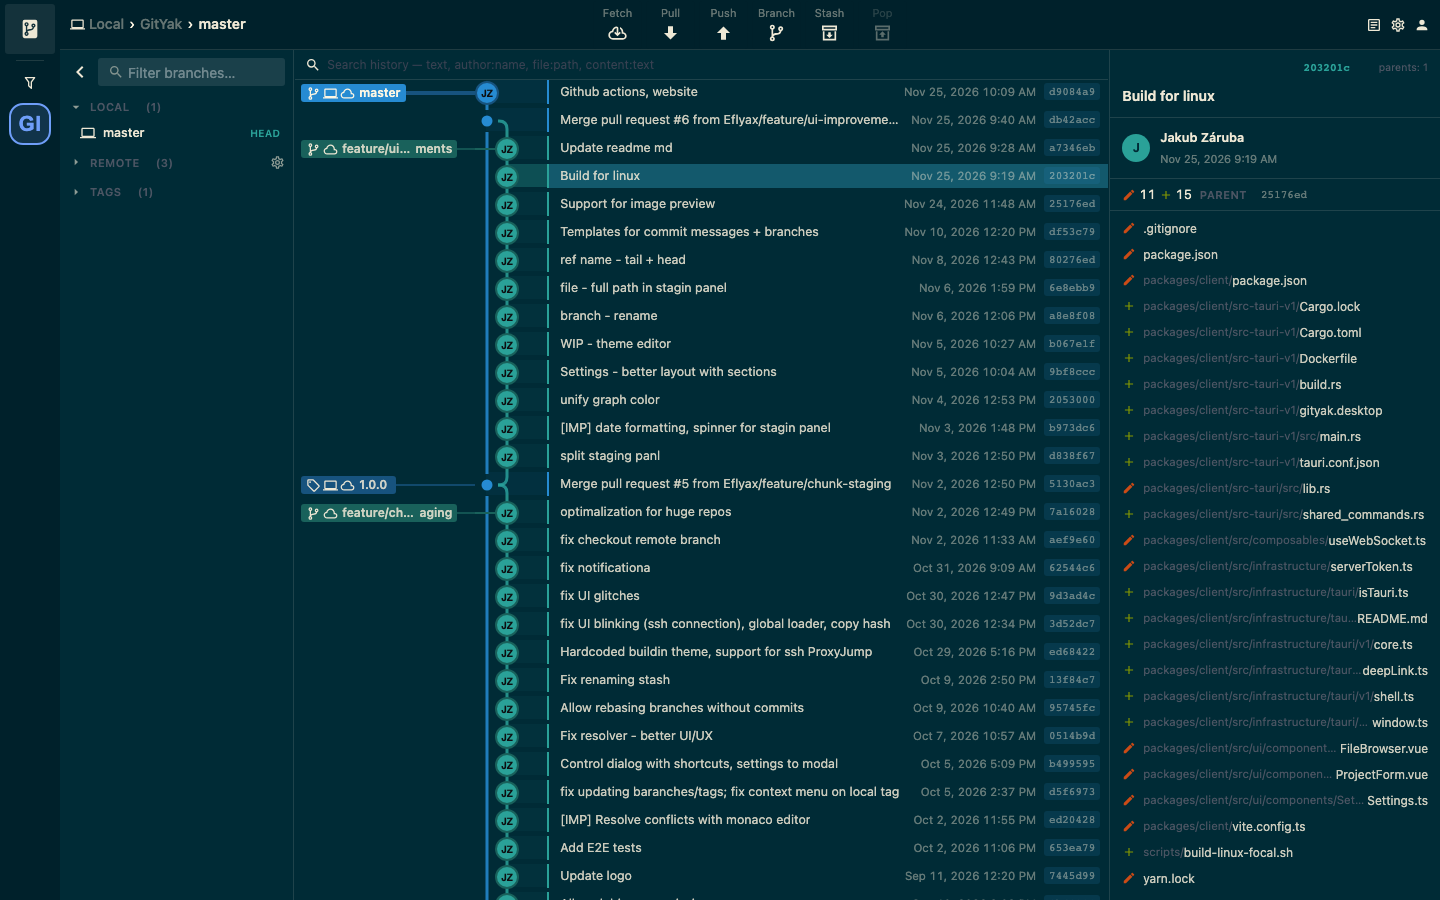 Local › GitYak › master
Fetch
Pull
Push
Branch
Stash
Pop
GI
Filter branches...
LOCAL (1)
master HEAD
REMOTE (3)
TAGS (1)
Search history — text, author:name, file:path, content:text
master JZ Github actions, website Nov 25, 2026 10:09 AM d9084a9
Merge pull request #6 from Eflyax/feature/ui-improveme... Nov 25, 2026 9:40 AM db42acc
feature/ui... ments JZ Update readme md Nov 25, 2026 9:28 AM a7346eb
JZ Build for linux Nov 25, 2026 9:19 AM 203201c
JZ Support for image preview Nov 24, 2026 11:48 AM 25176ed
JZ Templates for commit messages + branches Nov 10, 2026 12:20 PM df53c79
JZ ref name - tail + head Nov 8, 2026 12:43 PM 80276ed
JZ file - full path in stagin panel Nov 6, 2026 1:59 PM 6e8ebb9
JZ branch - rename Nov 6, 2026 12:06 PM a8e8f08
JZ WIP - theme editor Nov 5, 2026 10:27 AM b067e1f
JZ Settings - better layout with sections Nov 5, 2026 10:04 AM 9bf8ccc
JZ unify graph color Nov 4, 2026 12:53 PM 2053000
JZ [IMP] date formatting, spinner for stagin panel Nov 3, 2026 1:48 PM b973dc6
JZ split staging panl Nov 3, 2026 12:50 PM d838f67
1.0.0 Merge pull request #5 from Eflyax/feature/chunk-staging Nov 2, 2026 12:50 PM 5130ac3
feature/ch... aging JZ optimalization for huge repos Nov 2, 2026 12:49 PM 7a16028
JZ fix checkout remote branch Nov 2, 2026 11:33 AM aef9e60
JZ fix notificationa Oct 31, 2026 9:09 AM 62544c6
JZ fix UI glitches Oct 30, 2026 12:47 PM 9d3ad4c
JZ fix UI blinking (ssh connection), global loader, copy hash Oct 30, 2026 12:34 PM 3d52dc7
JZ Hardcoded buildin theme, support for ssh ProxyJump Oct 29, 2026 5:16 PM ed68422
JZ Fix renaming stash Oct 9, 2026 2:50 PM 13f84c7
JZ Allow rebasing branches without commits Oct 9, 2026 10:40 AM 95745fc
JZ Fix resolver - better UI/UX Oct 7, 2026 10:57 AM 0514b9d
JZ Control dialog with shortcuts, settings to modal Oct 5, 2026 5:09 PM b499595
JZ fix updating baranches/tags; fix context menu on local tag Oct 5, 2026 2:37 PM d5f6973
JZ [IMP] Resolve conflicts with monaco editor Oct 2, 2026 11:55 PM ed20428
JZ Add E2E tests Oct 2, 2026 11:06 PM 653ea79
JZ Update logo Sep 11, 2026 12:20 PM 7445d99
203201c parents: 1
Build for linux
J Jakub Záruba
Nov 25, 2026 9:19 AM
11 + 15 PARENT 25176ed
.gitignore
package.json
packages/client/package.json
+ packages/client/src-tauri-v1/Cargo.lock
+ packages/client/src-tauri-v1/Cargo.toml
+ packages/client/src-tauri-v1/Dockerfile
+ packages/client/src-tauri-v1/build.rs
+ packages/client/src-tauri-v1/gityak.desktop
+ packages/client/src-tauri-v1/src/main.rs
+ packages/client/src-tauri-v1/tauri.conf.json
packages/client/src-tauri/src/lib.rs
+ packages/client/src-tauri/src/shared_commands.rs
packages/client/src/composables/useWebSocket.ts
packages/client/src/infrastructure/serverToken.ts
+ packages/client/src/infrastructure/tauri/isTauri.ts
+ packages/client/src/infrastructure/tau...README.md
+ packages/client/src/infrastructure/tauri/v1/core.ts
+ packages/client/src/infrastructure/taur...deepLink.ts
+ packages/client/src/infrastructure/tauri/v1/shell.ts
+ packages/client/src/infrastructure/tauri/... window.ts
packages/client/src/ui/component... FileBrowser.vue
packages/client/src/ui/componen... ProjectForm.vue
packages/client/src/ui/components/Set... Settings.ts
packages/client/vite.config.ts
+ scripts/build-linux-focal.sh
yarn.lock